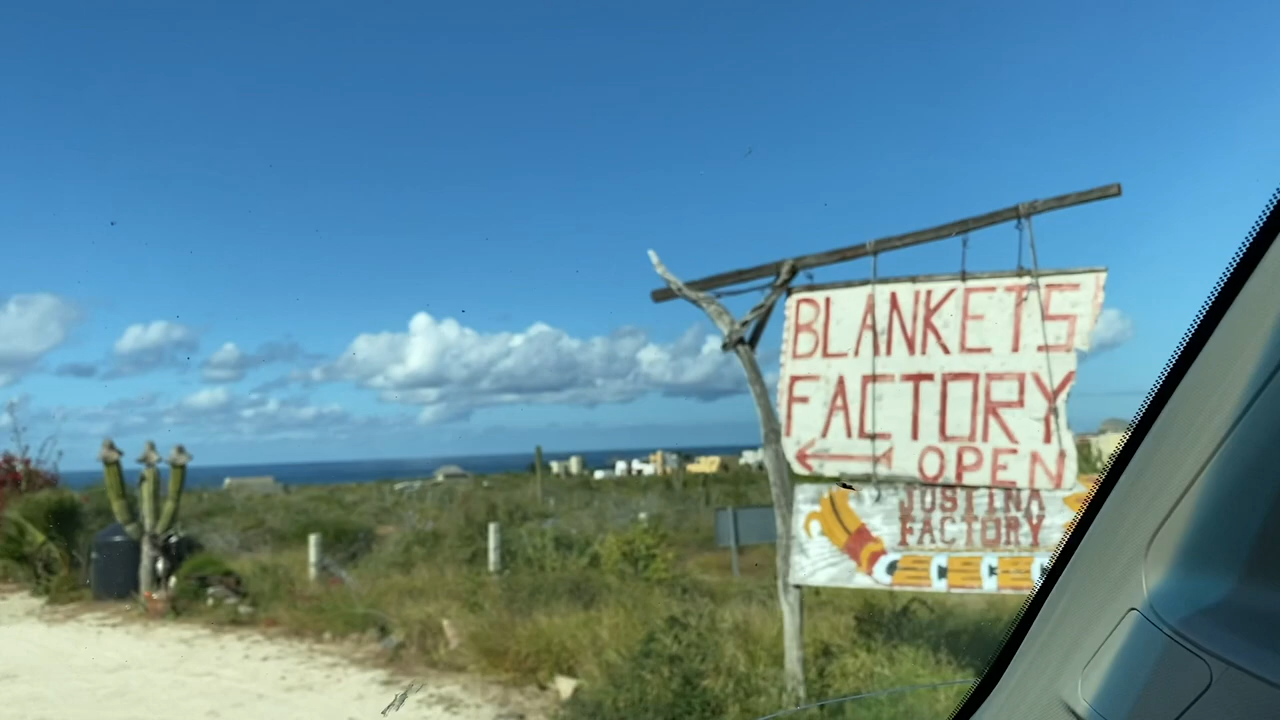 BLANKETS
FACTORY
← OPEN
JUSTINA
FACTORY